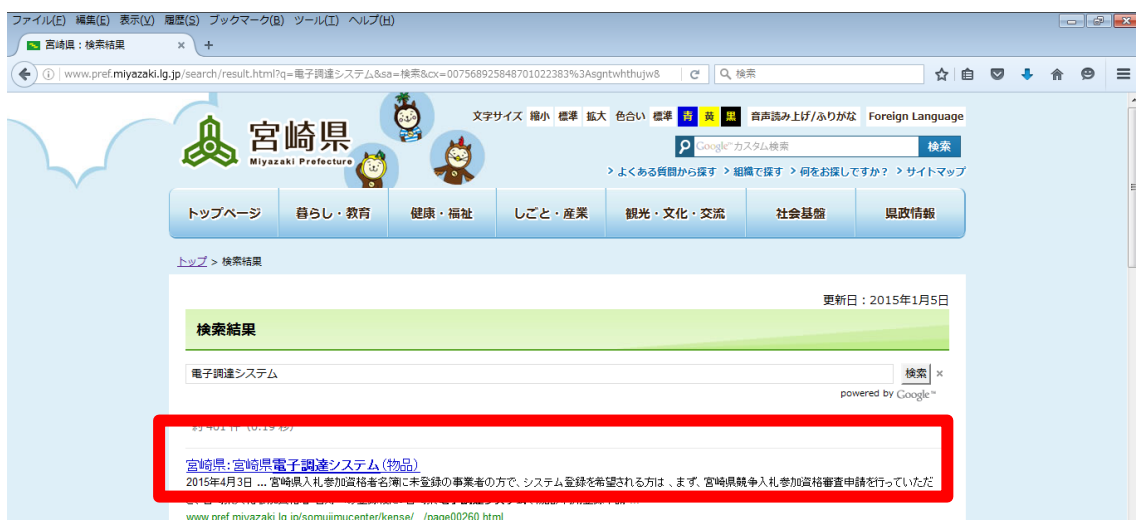 ファイル(F) 編集(E) 表示(V) 履歴(S) ブックマーク(B) ツール(T) ヘルプ(H)
宮崎県：検索結果 × +
www.pref.miyazaki.lg.jp/search/result.html?q=電子調達システム&sa=検索&cx=007568925848701022383%3Asgntwhthujw8 検索
文字サイズ 縮小 標準 拡大 色合い 標準 青 黄 黒 音声読み上げ/ふりがな Foreign Language
宮崎県
Miyazaki Prefecture
Google™カスタム検索 検索
> よくある質問から探す > 組織で探す > 何をお探しですか? > サイトマップ
トップページ 暮らし・教育 健康・福祉 しごと・産業 観光・文化・交流 社会基盤 県政情報
トップ > 検索結果
更新日：2015年1月5日
検索結果
電子調達システム 検索 ×
powered by Google™
宮崎県:宮崎県電子調達システム(物品)
2015年4月3日 ... 宮崎県入札参加資格者名簿に未登録の事業者の方で、システム登録を希望される方は、まず、宮崎県競争入札参加資格審査申請を行っていただ
www.pref.miyazaki.lg.jp/somujimucenter/kense/.../page00260.html